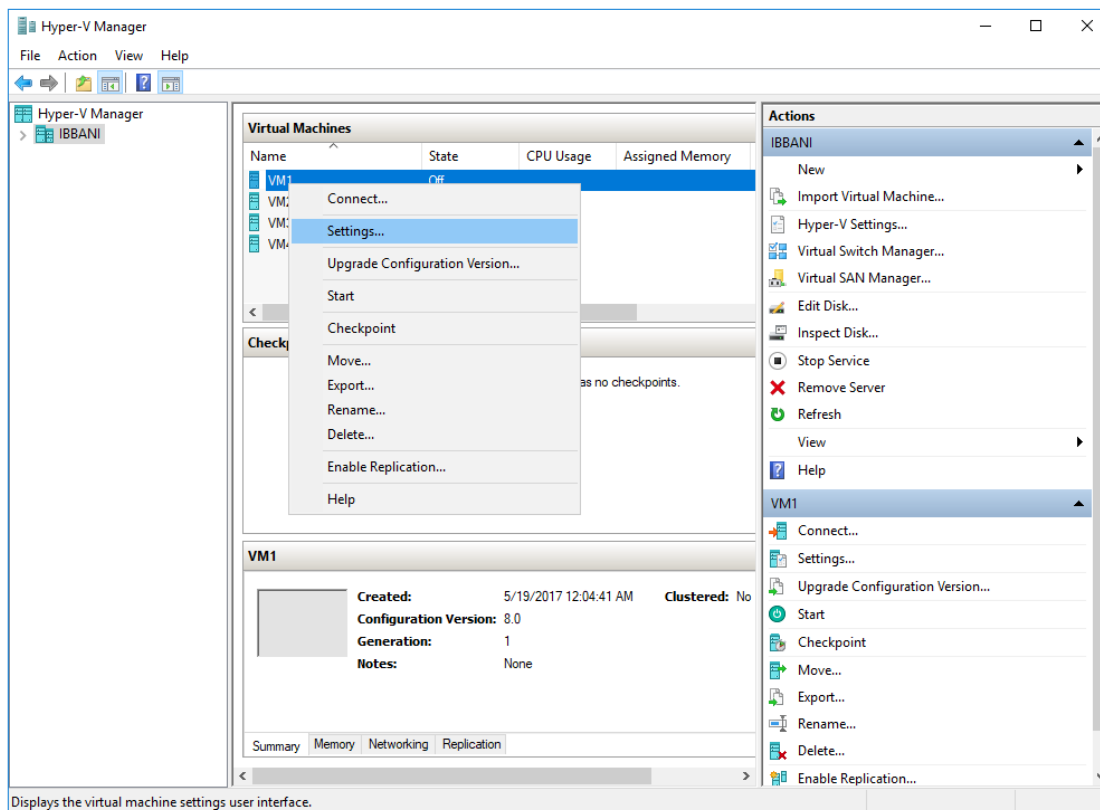 Hyper-V Manager
File Action View Help
Hyper-V Manager
IBBANI
Virtual Machines
Name State CPU Usage Assigned Memory
VM1 Off
VM2
VM
VM4
Connect...
Settings...
Upgrade Configuration Version...
Start
Checkpoint
Move...
Export...
Rename...
Delete...
Enable Replication...
Help
Check
as no checkpoints.
VM1
Created: 5/19/2017 12:04:41 AM Clustered: No
Configuration Version: 8.0
Generation: 1
Notes: None
Summary Memory Networking Replication
Actions
IBBANI
New
Import Virtual Machine...
Hyper-V Settings...
Virtual Switch Manager...
Virtual SAN Manager...
Edit Disk...
Inspect Disk...
Stop Service
Remove Server
Refresh
View
Help
VM1
Connect...
Settings...
Upgrade Configuration Version...
Start
Checkpoint
Move...
Export...
Rename...
Delete...
Enable Replication...
Displays the virtual machine settings user interface.